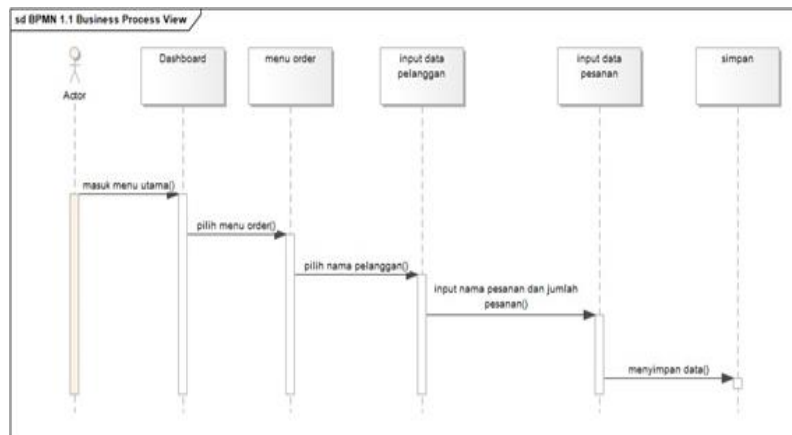 sd BPMN 1.1 Business Process View
Actor
Dashboard
menu order
input data
pelanggan
input data
pesanan
simpan
masuk menu utama()
pilih menu order()
pilih nama pelanggan()
input nama pesanan dan jumlah
pesanan()
menyimpan data()